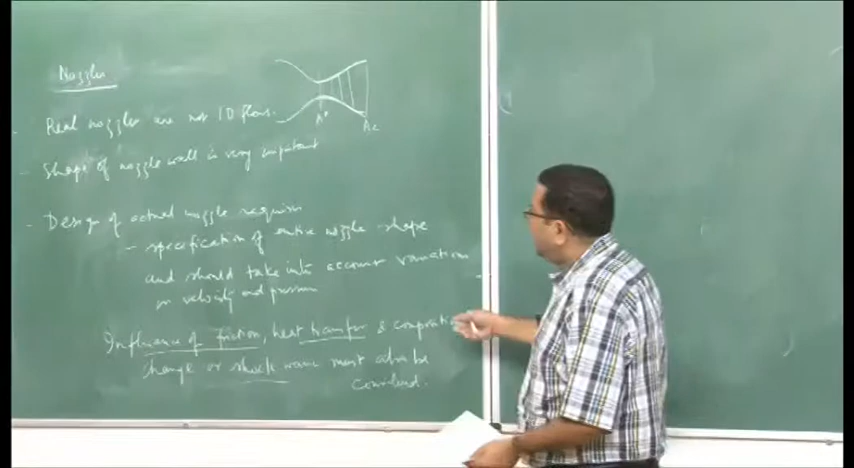 Nozzles
A*
Ae
Real nozzles are not 1D flows.
- Shape of nozzle wall is very important
- Design of actual nozzle requires
- specification of entire nozzle shape
and should take into account variation
in velocity and pressure
Influence of friction, heat transfer & composition
change or shock wave must also be
considered.